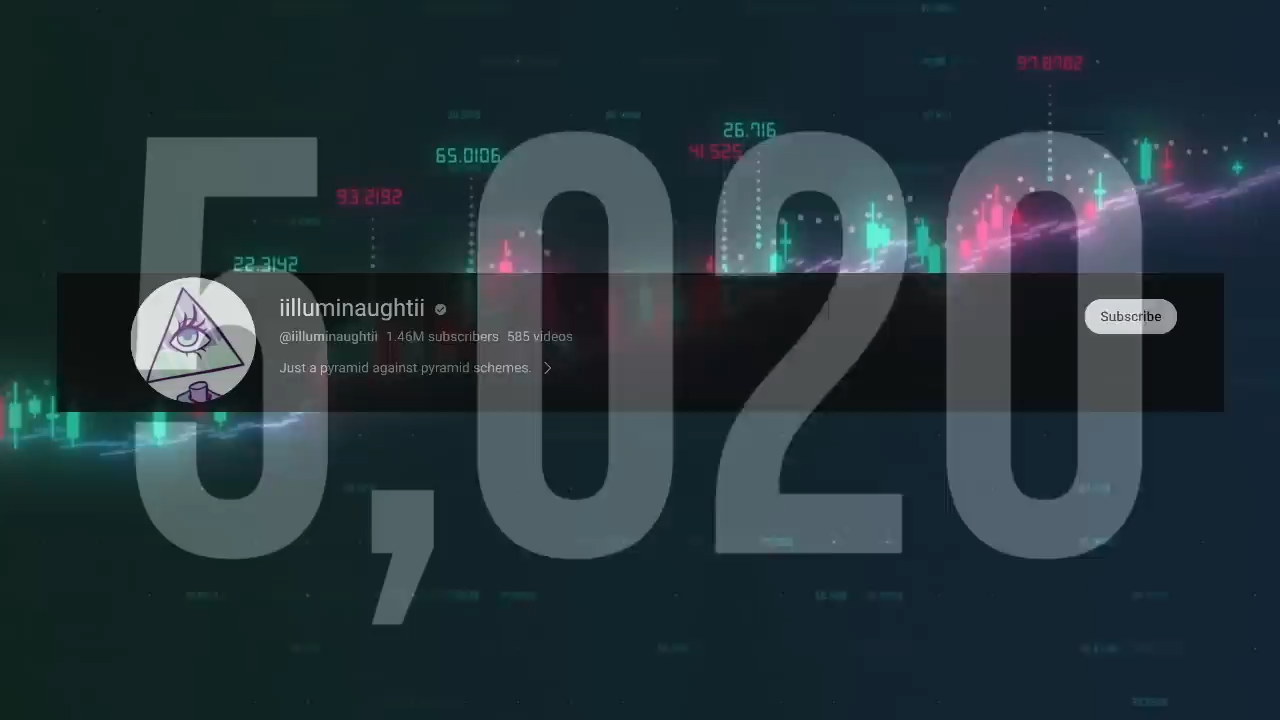 97.8782
26.716
41.525
65.0106
93.2192
22.3142
5,020
iilluminaughtii
@iilluminaughtii 1.46M subscribers 585 videos
Just a pyramid against pyramid schemes.
Subscribe